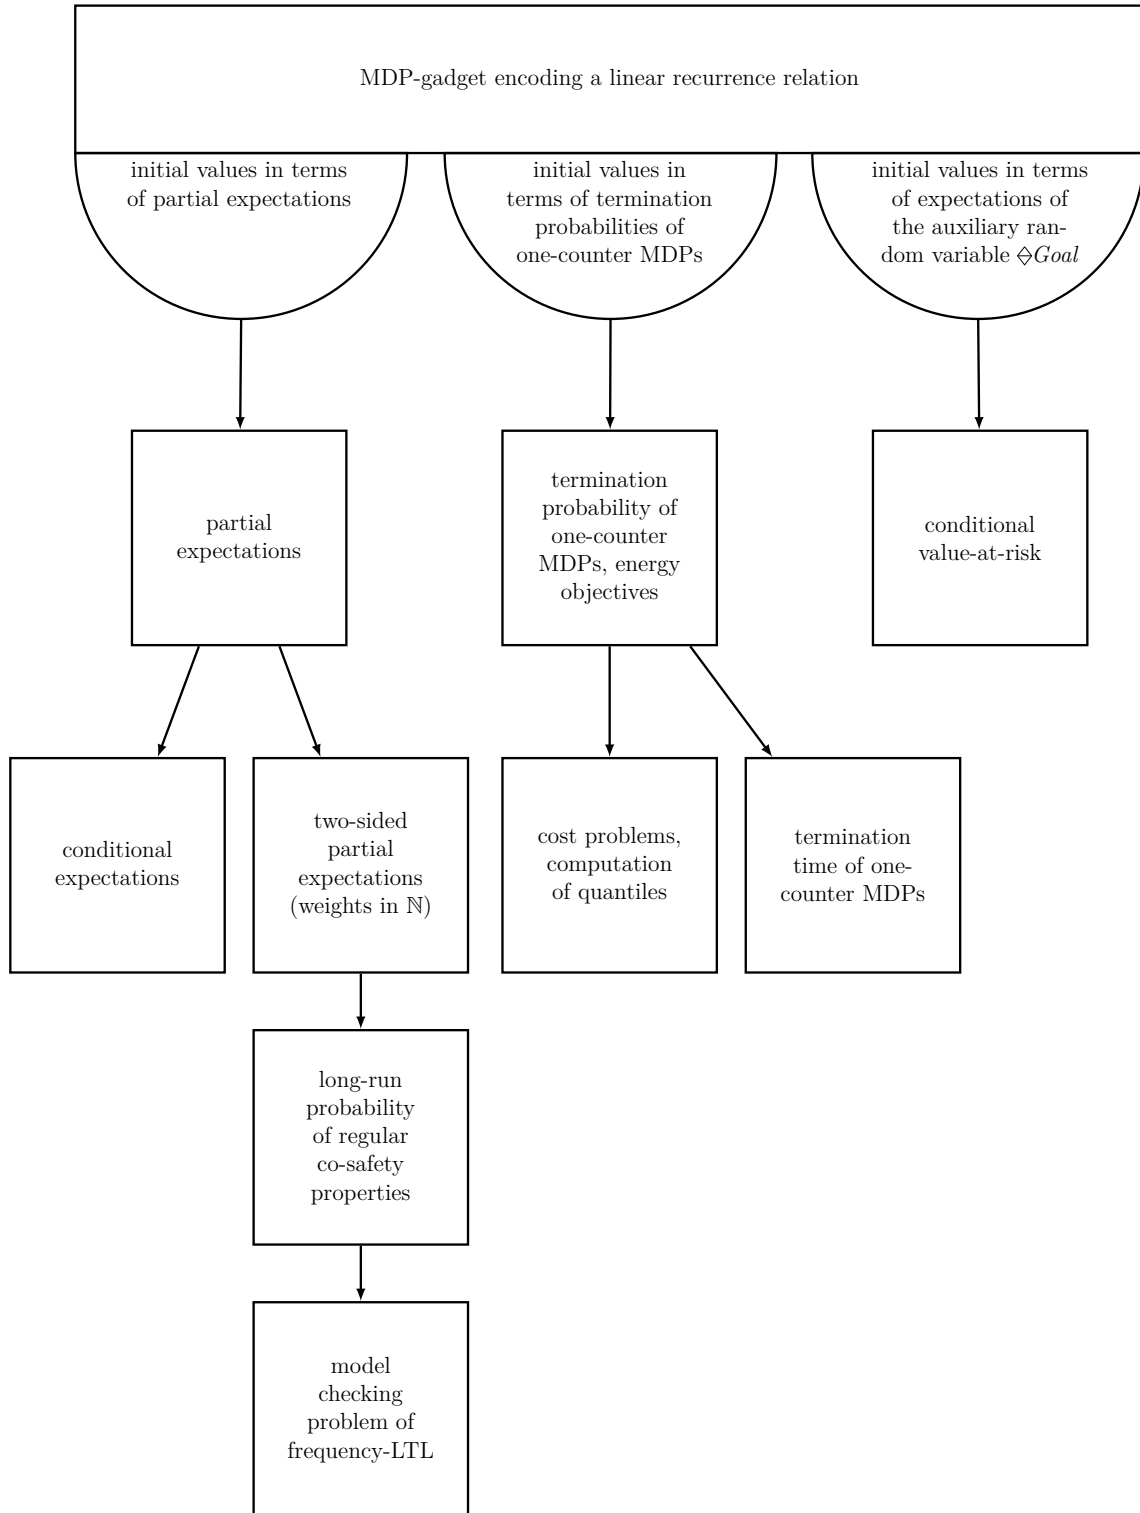 MDP-gadget encoding a linear recurrence relation
initial values in terms
of partial expectations
initial values in
terms of termination
probabilities of
one-counter MDPs
initial values in terms
of expectations of
the auxiliary ran-
dom variable ⟠Goal
partial
expectations
termination
probability of
one-counter
MDPs, energy
objectives
conditional
value-at-risk
conditional
expectations
two-sided
partial
expectations
(weights in ℕ)
cost problems,
computation
of quantiles
termination
time of one-
counter MDPs
long-run
probability
of regular
co-safety
properties
model
checking
problem of
frequency-LTL